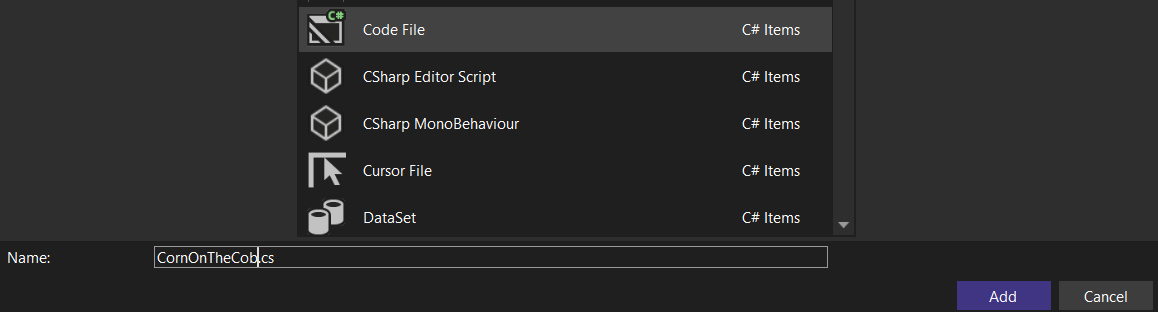 C#
Code File C# Items
CSharp Editor Script C# Items
CSharp MonoBehaviour C# Items
Cursor File C# Items
DataSet C# Items
Name: CornOnTheCob.cs
Add Cancel